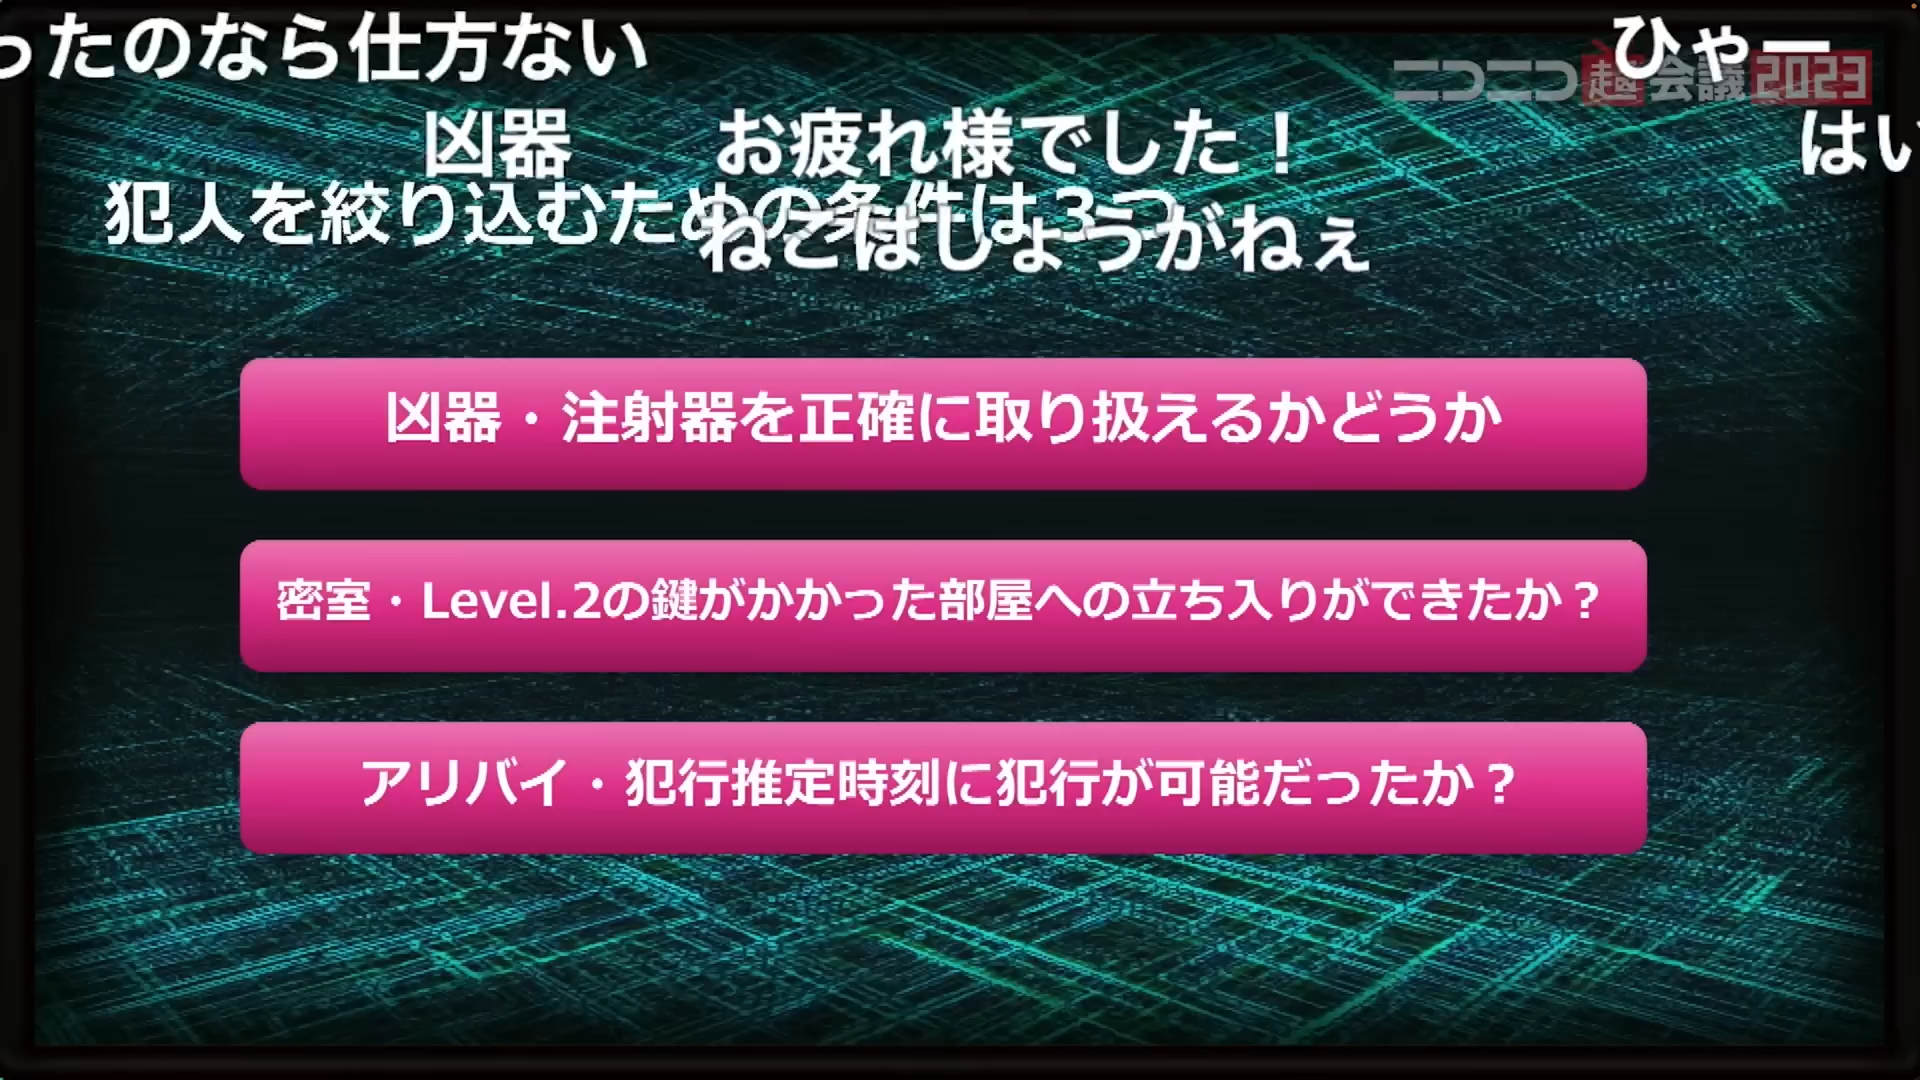 ったのなら仕方ない
ひゃー
ニコニコ超会議2023
凶器
お疲れ様でした!
はい
犯人を絞り込むための条件は3つ
ねこはしょうがねぇ
凶器・注射器を正確に取り扱えるかどうか
密室・Level.2の鍵がかかった部屋への立ち入りができたか?
アリバイ・犯行推定時刻に犯行が可能だったか?